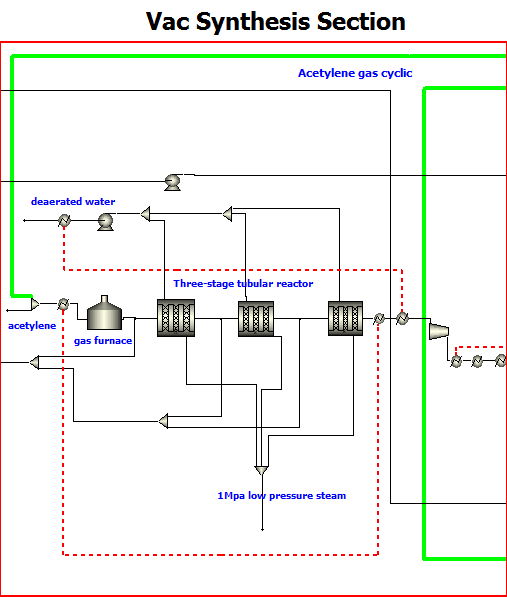 Vac Synthesis Section
Acetylene gas cyclic
deaerated water
Three-stage tubular reactor
acetylene
gas furnace
1Mpa low pressure steam